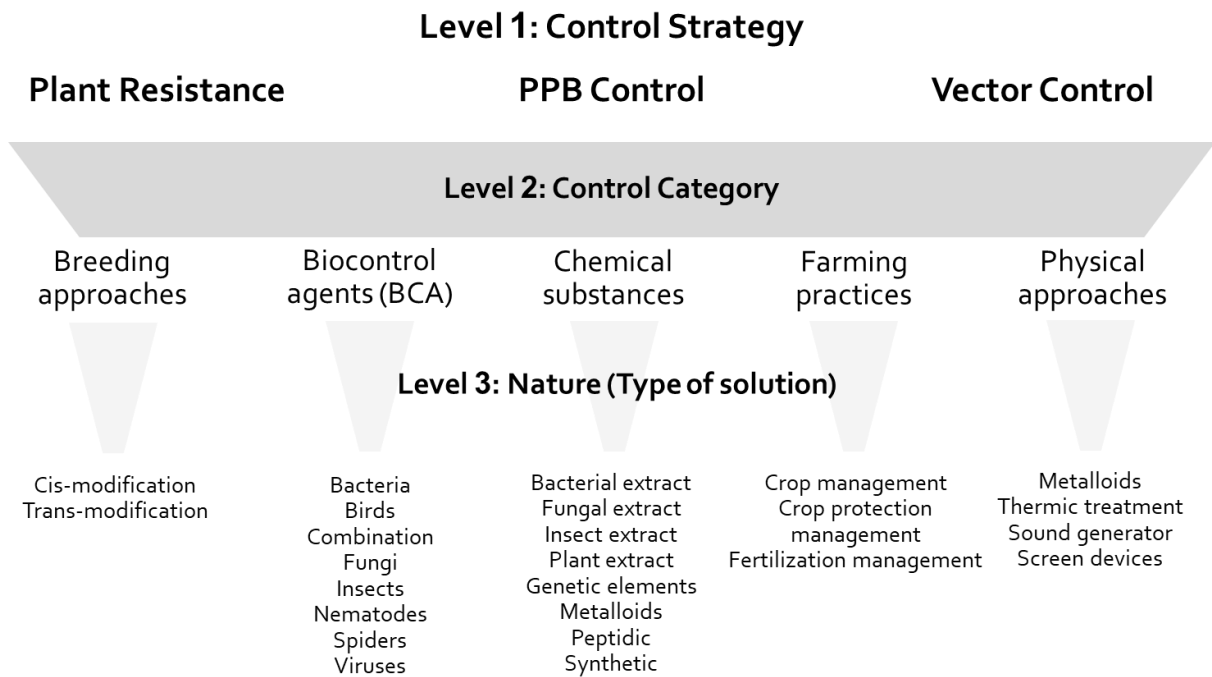 Level 1: Control Strategy
Plant Resistance
PPB Control
Vector Control
Level 2: Control Category
Breeding
approaches
Biocontrol
agents (BCA)
Chemical
substances
Farming
practices
Physical
approaches
Level 3: Nature (Type of solution)
Cis-modification
Trans-modification
Bacteria
Birds
Combination
Fungi
Insects
Nematodes
Spiders
Viruses
Bacterial extract
Fungal extract
Insect extract
Plant extract
Genetic elements
Metalloids
Peptidic
Synthetic
Crop management
Crop protection
management
Fertilization management
Metalloids
Thermic treatment
Sound generator
Screen devices